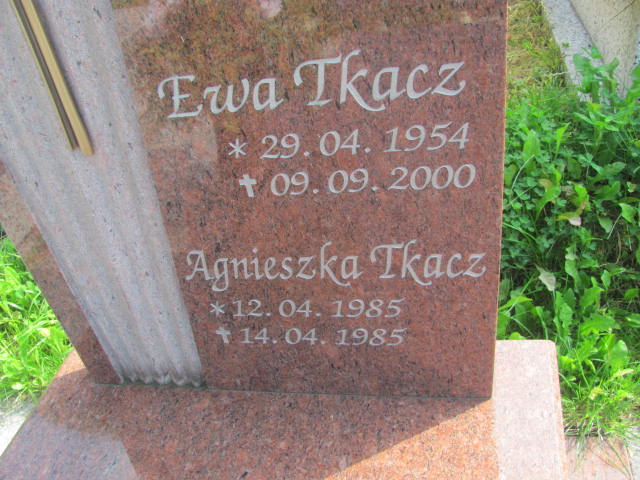 Ewa Tkacz
* 29. 04. 1954
✝ 09. 09. 2000
Agnieszka Tkacz
* 12. 04. 1985
✝ 14. 04. 1985